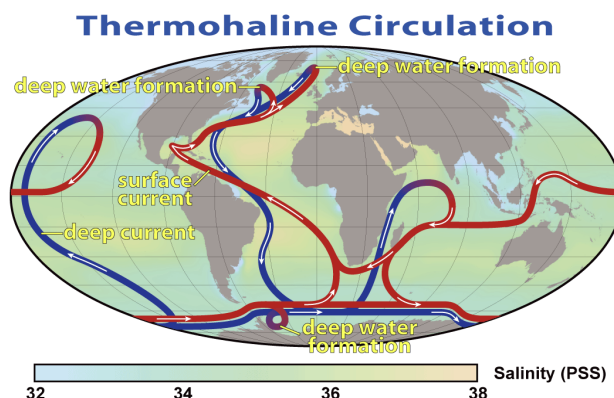 Thermohaline Circulation
deep water formation
deep water formation
surface
current
deep current
deep water
formation
Salinity (PSS)
32 34 36 38